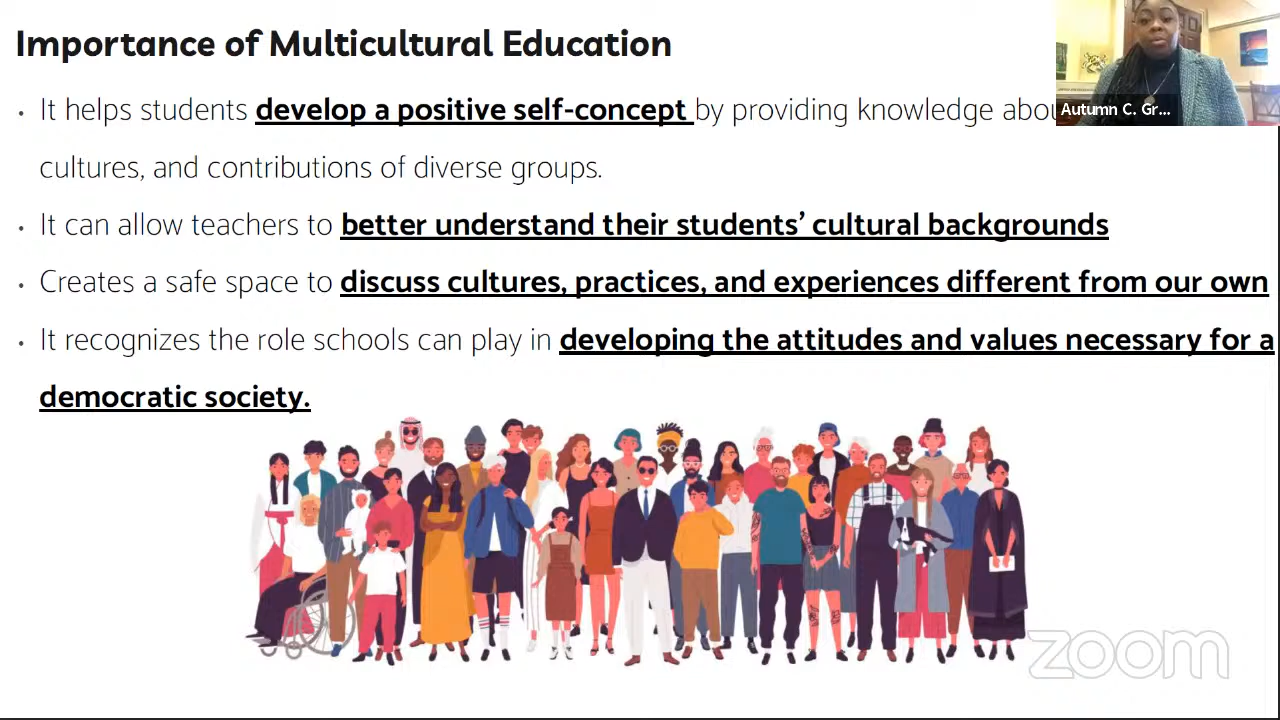 Importance of Multicultural Education
• It helps students develop a positive self-concept by providing knowledge
cultures, and contributions of diverse groups.
• It can allow teachers to better understand their students’ cultural backgrounds
• Creates a safe space to discuss cultures, practices, and experiences different from our own
• It recognizes the role schools can play in developing the attitudes and values necessary for a
democratic society.
Autumn C. Gr...
zoom